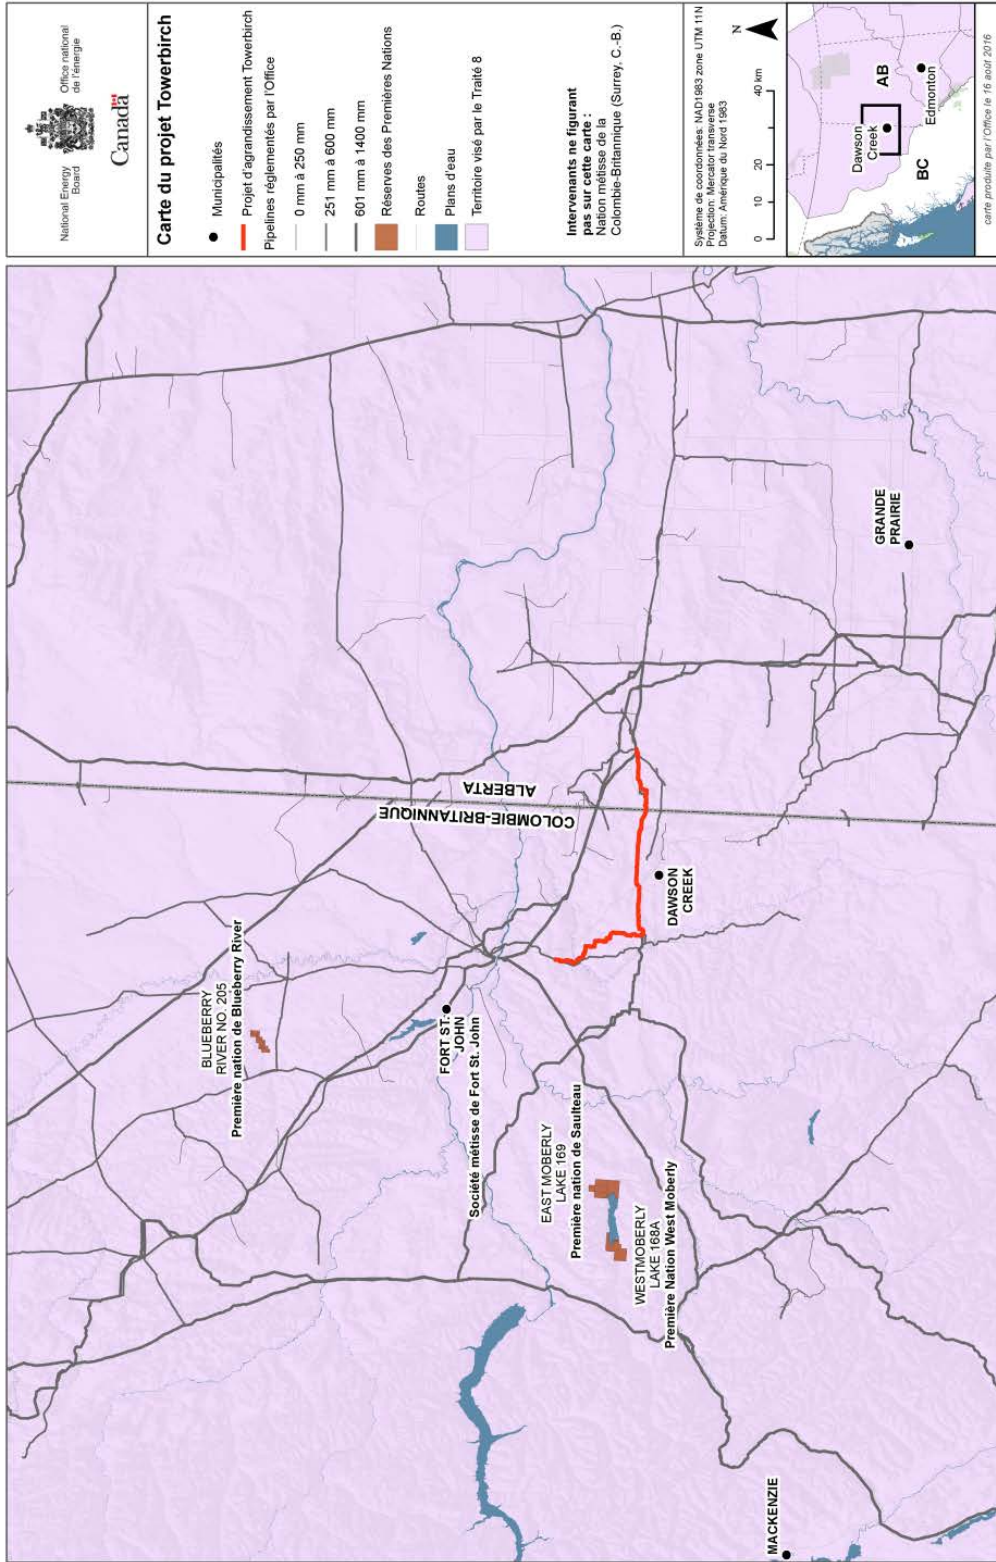 National Energy
Board
Office national
de l'énergie
Canada
Carte du projet Towerbirch
Municipalités
Projet d'agrandissement Towerbirch
Pipelines réglementés par l'Office
0 mm à 250 mm
251 mm à 600 mm
601 mm à 1400 mm
Réserves des Premières Nations
Routes
Plans d'eau
Territoire visé par le Traité 8
Intervenants ne figurant
pas sur cette carte :
Nation métisse de la
Colombie-Britannique (Surrey, C.-B.)
Système de coordonnées: NAD1983 zone UTM 11N
Projection: Mercator transverse
Datum: Amérique du Nord 1983
N
0 10 20 40 km
Dawson
Creek
BC
AB
Edmonton
carte produite par l'Office le 16 août 2016
BLUEBERRY
RIVER NO. 205
Première nation de Blueberry River
FORT ST.
JOHN
Société métisse de Fort St. John
EAST MOBERLY
LAKE 169
Première nation de Saulteau
WESTMOBERLY
LAKE 168A
Première Nation West Moberly
MACKENZIE
COLOMBIE-BRITANNIQUE
ALBERTA
DAWSON
CREEK
GRANDE
PRAIRIE